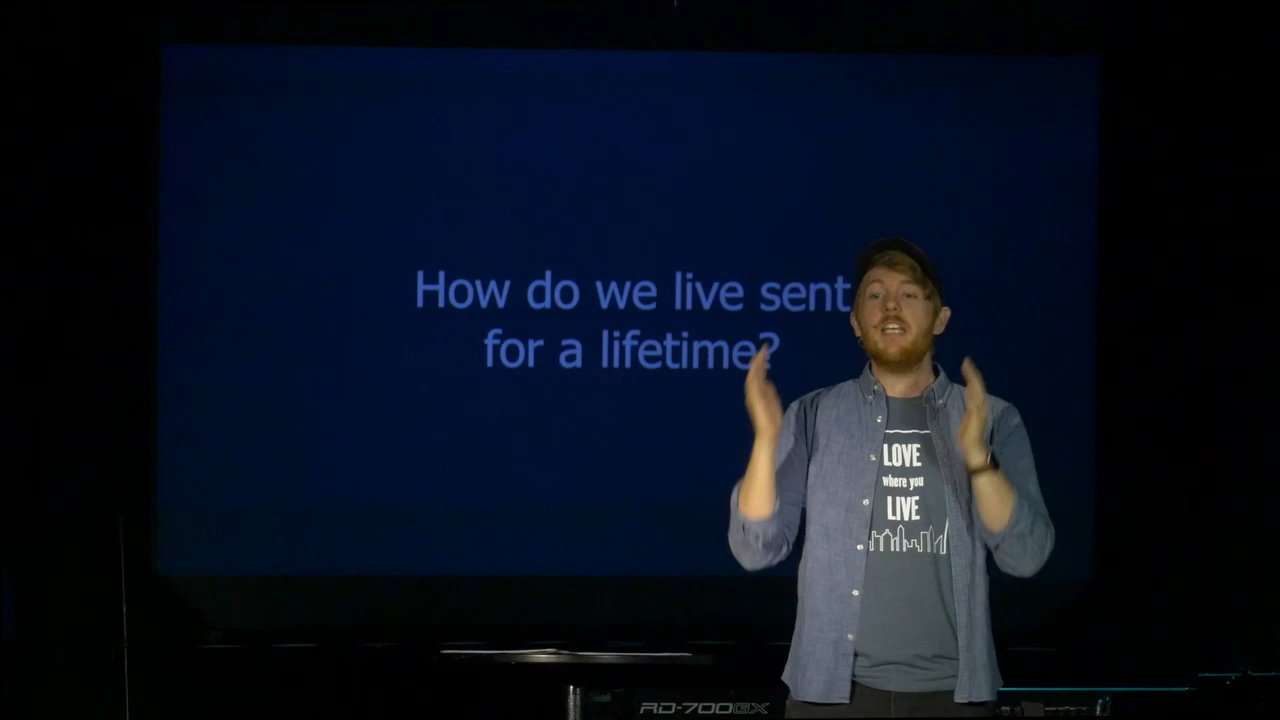 How do we live sent
for a lifetime?
LOVE
where you
LIVE
RD-700GX